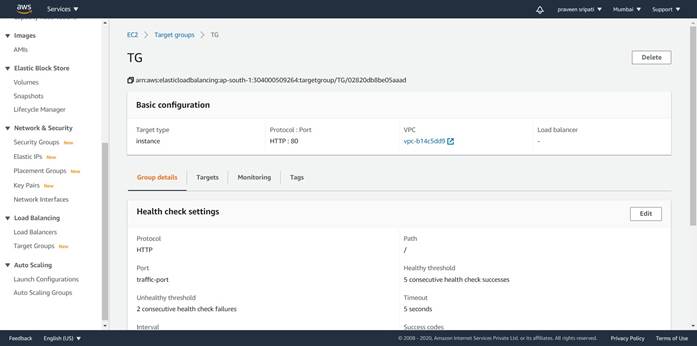 aws
Services
praveen sripati
Mumbai
Support
Images
AMIs
Elastic Block Store
Volumes
Snapshots
Lifecycle Manager
Network & Security
Security Groups New
Elastic IPs New
Placement Groups New
Key Pairs New
Network Interfaces
Load Balancing
Load Balancers
Target Groups New
Auto Scaling
Launch Configurations
Auto Scaling Groups
EC2 > Target groups > TG
TG
Delete
arn:aws:elasticloadbalancing:ap-south-1:304000509264:targetgroup/TG/02820db8be05aaad
Basic configuration
Target type
instance
Protocol : Port
HTTP : 80
VPC
vpc-b14c5dd9
Load balancer
-
Group details
Targets
Monitoring
Tags
Health check settings
Edit
Protocol
HTTP
Path
/
Port
traffic-port
Healthy threshold
5 consecutive health check successes
Unhealthy threshold
2 consecutive health check failures
Timeout
5 seconds
Interval
Success codes
Feedback
English (US)
© 2008 - 2020, Amazon Internet Services Private Ltd. or its affiliates. All rights reserved.
Privacy Policy
Terms of Use